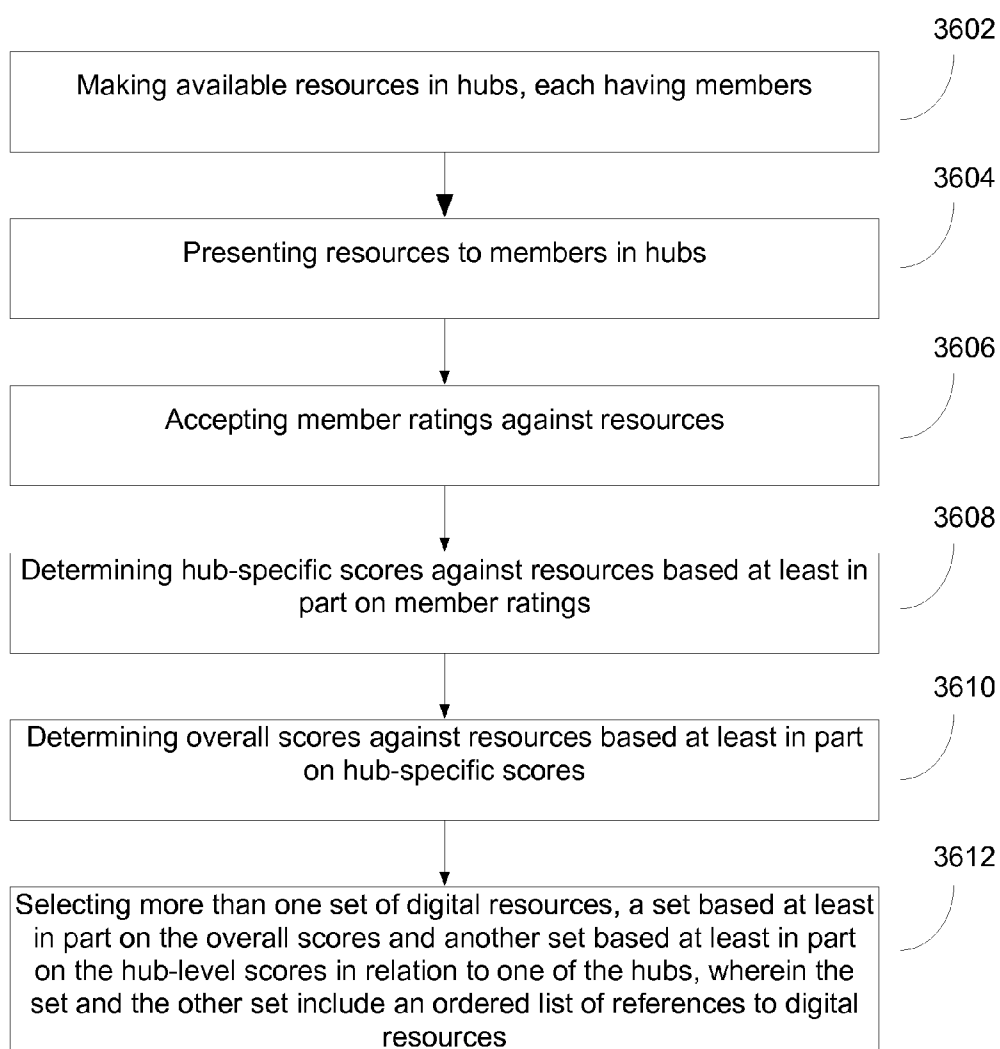 3602
Making available resources in hubs, each having members
3604
Presenting resources to members in hubs
3606
Accepting member ratings against resources
3608
Determining hub-specific scores against resources based at least in
part on member ratings
3610
Determining overall scores against resources based at least in part
on hub-specific scores
3612
Selecting more than one set of digital resources, a set based at least
in part on the overall scores and another set based at least in part
on the hub-level scores in relation to one of the hubs, wherein the
set and the other set include an ordered list of references to digital
resources